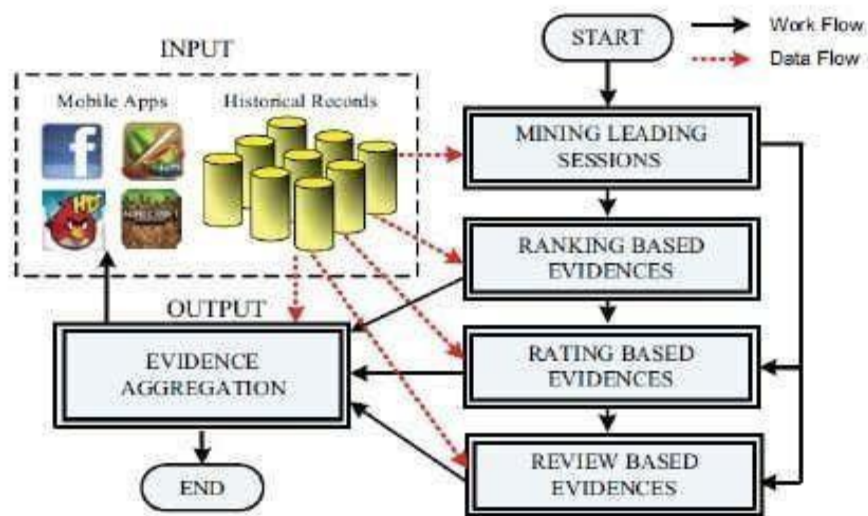 INPUT
START
Work Flow
Data Flow
Mobile Apps
Historical Records
MINING LEADING
SESSIONS
RANKING BASED
EVIDENCES
OUTPUT
EVIDENCE
AGGREGATION
RATING BASED
EVIDENCES
REVIEW BASED
EVIDENCES
END
f
HD